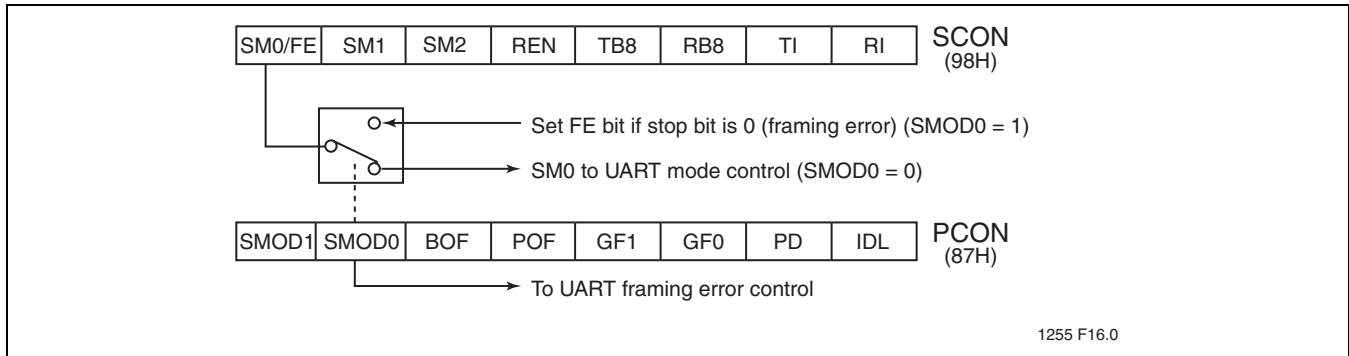 SM0/FE SM1 SM2 REN TB8 RB8 TI RI SCON
(98H)
Set FE bit if stop bit is 0 (framing error) (SMOD0 = 1)
SM0 to UART mode control (SMOD0 = 0)
SMOD1 SMOD0 BOF POF GF1 GF0 PD IDL PCON
(87H)
To UART framing error control
1255 F16.0